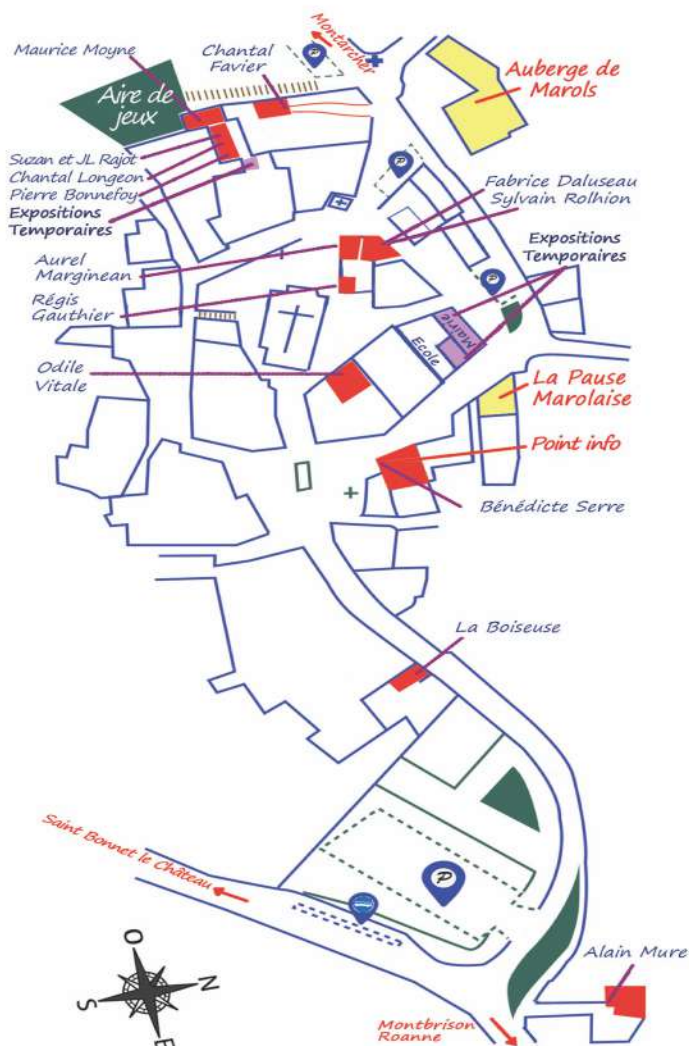 Montarcher
P
Maurice Moyne
Chantal
Favier
Auberge de
Marols
Aire de
jeux
P
Suzan et JL Rajot
Chantal Longeon
Pierre Bonnefoy
Expositions
Temporaires
Fabrice Daluseau
Sylvain Rolhion
Aurel
Marginean
Expositions
Temporaires
P
Régis
Gauthier
Mairie
Ecole
Odile
Vitale
La Pause
Marolaise
Point info
Bénédicte Serre
La Boiseuse
Saint Bonnet le Château
P
O
N
S
E
Alain Mure
Montbrison
Roanne